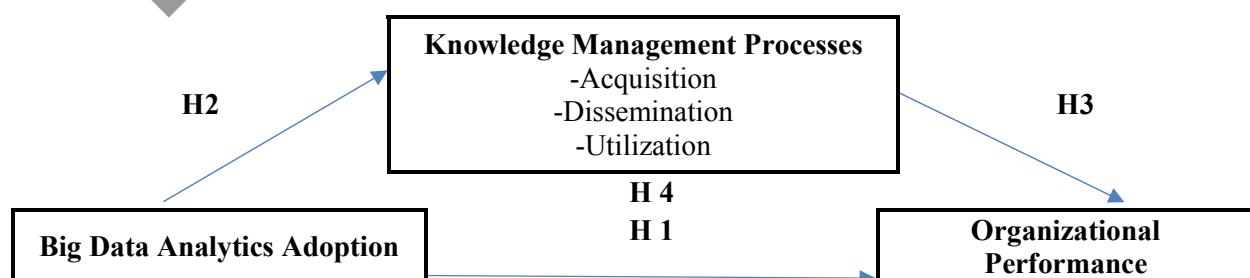 Knowledge Management Processes
-Acquisition
-Dissemination
-Utilization
H2
H3
H 4
H 1
Big Data Analytics Adoption
Organizational
Performance